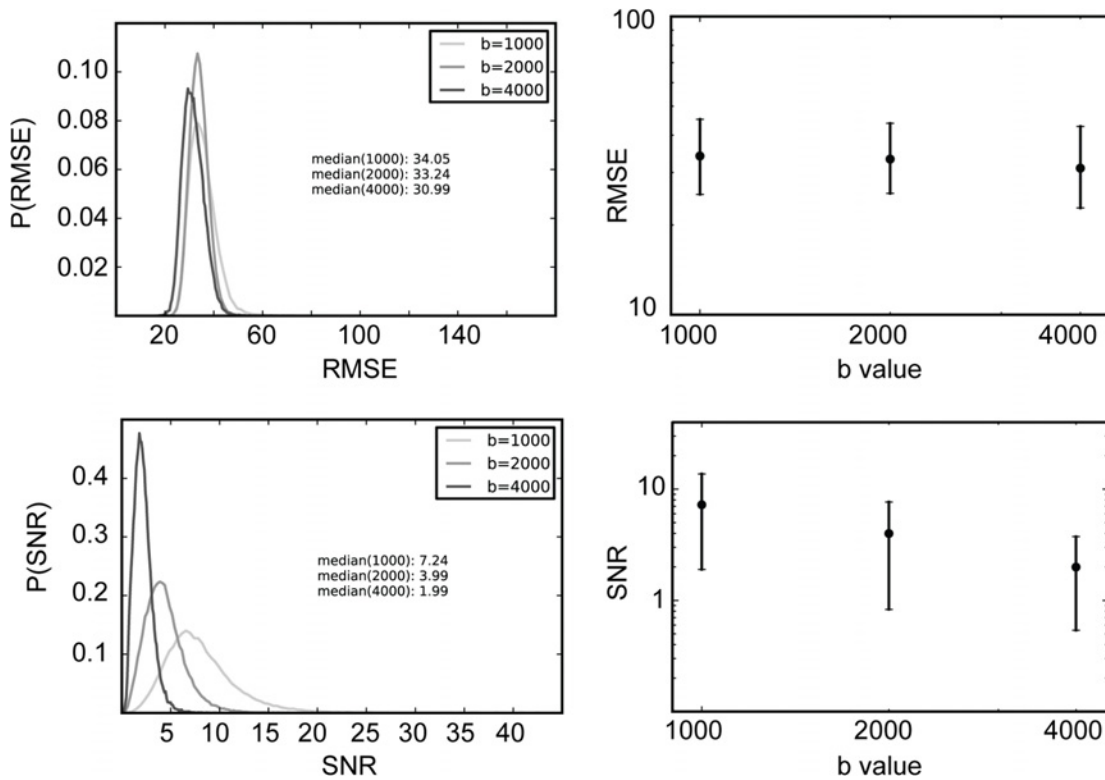 P(RMSE)
0.10
0.08
0.06
0.04
0.02
b=1000
b=2000
b=4000
median(1000): 34.05
median(2000): 33.24
median(4000): 30.99
20 60 100 140
RMSE
RMSE
100
10
1000 2000 4000
b value
P(SNR)
0.4
0.3
0.2
0.1
b=1000
b=2000
b=4000
median(1000): 7.24
median(2000): 3.99
median(4000): 1.99
5 10 15 20 25 30 35 40
SNR
SNR
10
1
1000 2000 4000
b value